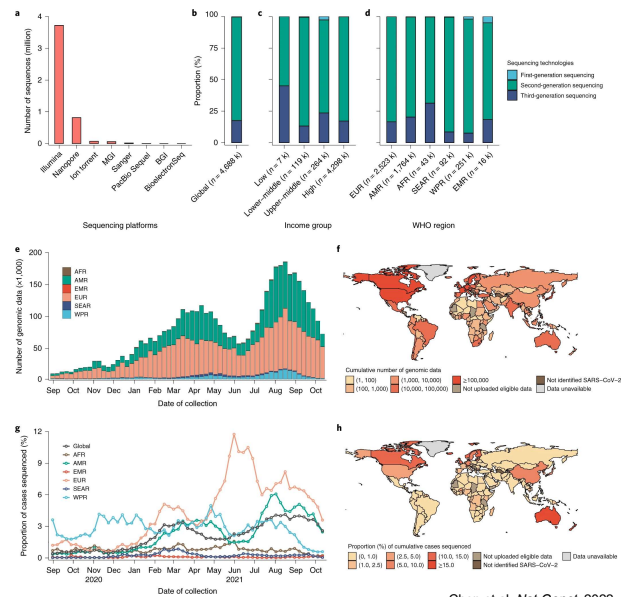 a
Number of sequences (million)
4
3
2
1
0
Illumina
Nanopore
Ion torrent
MGI
Sanger
PacBio Sequel
BGI
BioelectronSeq
Sequencing platforms
b
Proportion (%)
100
75
50
25
0
Global (n = 4,688 k)
c
Low (n = 7 k)
Lower–middle (n = 119 k)
Upper–middle (n = 264 k)
High (n = 4,298 k)
Income group
d
EUR (n = 2,523 k)
AMR (n = 1,764 k)
AFR (n = 43 k)
SEAR (n = 92 k)
WPR (n = 251 k)
EMR (n = 16 k)
WHO region
Sequencing technologies
First-generation sequencing
Second-generation sequencing
Third-generation sequencing
e
Number of genomic data (×1,000)
200
150
100
50
0
AFR
AMR
EMR
EUR
SEAR
WPR
Sep Oct Nov Dec Jan Feb Mar Apr May Jun Jul Aug Sep Oct
Date of collection
f
Cumulative number of genomic data
(1, 100)
(100, 1,000)
(1,000, 10,000)
(10,000, 100,000)
≥100,000
Not uploaded eligible data
Not identified SARS–CoV–2
Data unavailable
g
Proportion of cases sequenced (%)
12
9
6
3
0
Global
AFR
AMR
EMR
EUR
SEAR
WPR
Sep Oct Nov Dec Jan Feb Mar Apr May Jun Jul Aug Sep Oct
2020 2021
Date of collection
h
Proportion (%) of cumulative cases sequenced
(0, 1.0)
(1.0, 2.5)
(2.5, 5.0)
(5.0, 10.0)
(10.0, 15.0)
≥15.0
Not uploaded eligible data
Not identified SARS–CoV–2
Data unavailable